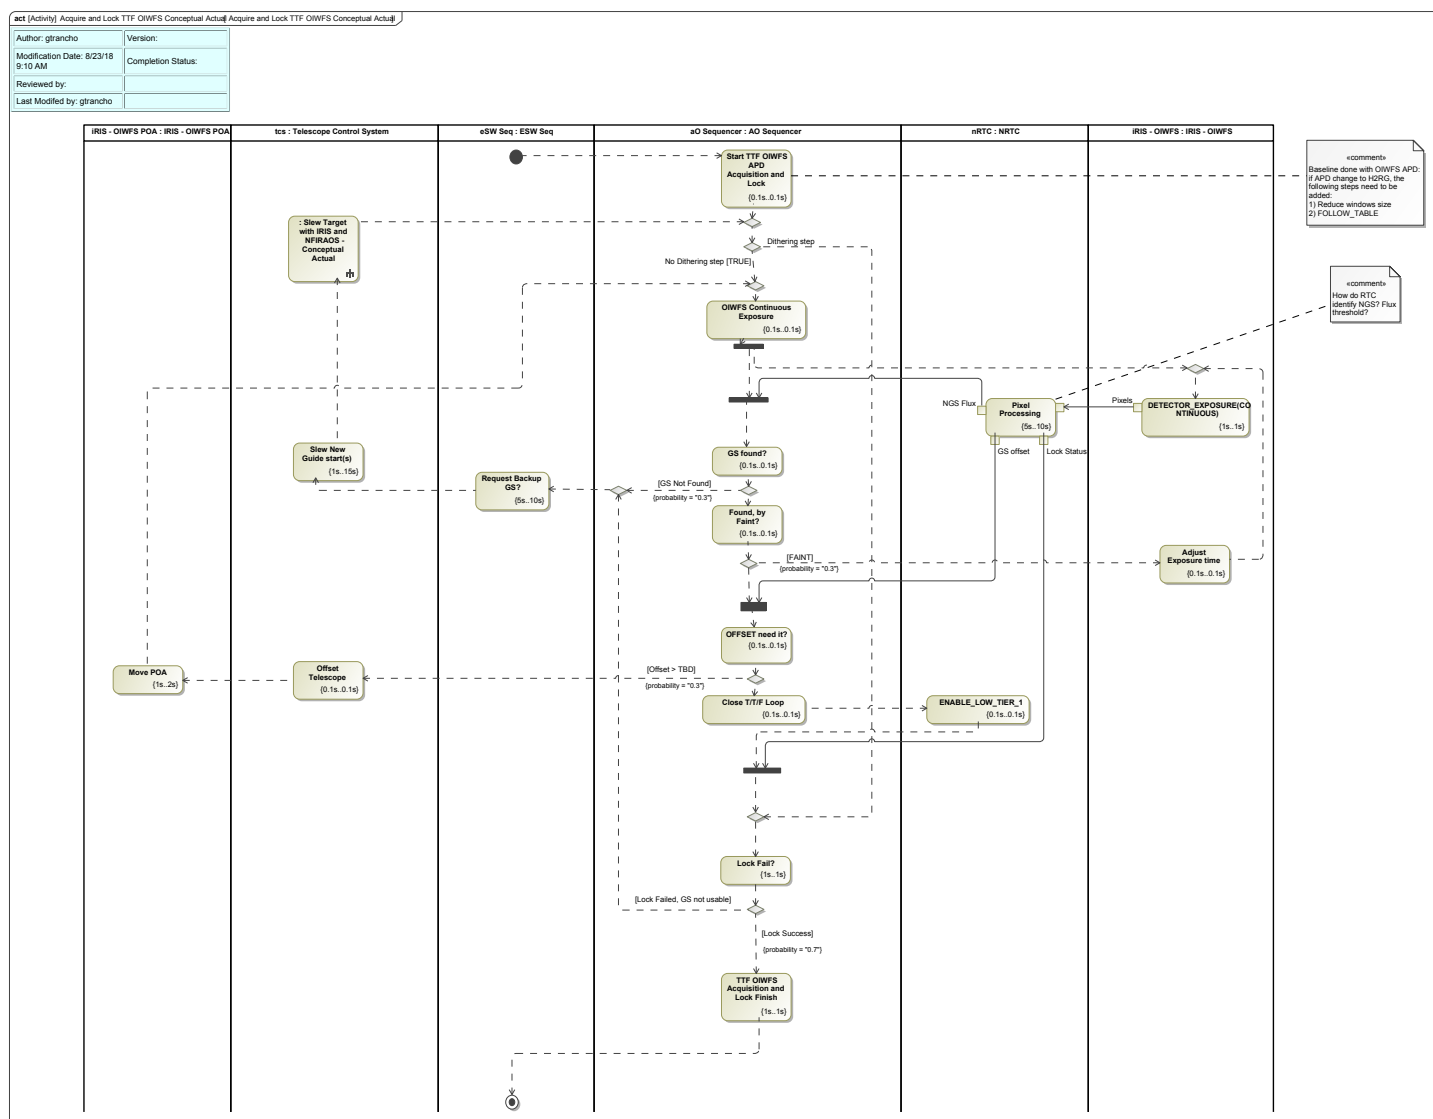 act [Activity] Acquire and Lock TTF OIWFS Conceptual Actual[ Acquire and Lock TTF OIWFS Conceptual Actual]
Author: gtrancho
Version:
Modification Date: 8/23/18
9:10 AM
Completion Status:
Reviewed by:
Last Modifed by: gtrancho
iRIS - OIWFS POA : IRIS - OIWFS POA
tcs : Telescope Control System
eSW Seq : ESW Seq
aO Sequencer : AO Sequencer
nRTC : NRTC
iRIS - OIWFS : IRIS - OIWFS
Start TTF OIWFS
APD
Acquisition and
Lock
{0.1s..0.1s}
«comment»
Baseline done with OIWFS APD:
if APD change to H2RG, the
following steps need to be
added:
1) Reduce windows size
2) FOLLOW_TABLE
: Slew Target
with IRIS and
NFIRAOS -
Conceptual
Actual
Dithering step
No Dithering step [TRUE]
«comment»
How do RTC
identify NGS? Flux
threshold?
OIWFS Continuous
Exposure
{0.1s..0.1s}
NGS Flux
Pixel
Processing
{5s..10s}
Pixels
DETECTOR_EXPOSURE(CO
NTINUOUS)
{1s..1s}
GS offset
Lock Status
Slew New
Guide start(s)
{1s..15s}
GS found?
{0.1s..0.1s}
Request Backup
GS?
{5s..10s}
[GS Not Found]
{probability = "0.3"}
Found, by
Faint?
{0.1s..0.1s}
[FAINT]
{probability = "0.3"}
Adjust
Exposure time
{0.1s..0.1s}
OFFSET need it?
{0.1s..0.1s}
Move POA
{1s..2s}
Offset
Telescope
{0.1s..0.1s}
[Offset > TBD]
{probability = "0.3"}
Close T/T/F Loop
{0.1s..0.1s}
ENABLE_LOW_TIER_1
{0.1s..0.1s}
Lock Fail?
{1s..1s}
[Lock Failed, GS not usable]
[Lock Success]
{probability = "0.7"}
TTF OIWFS
Acquisition and
Lock Finish
{1s..1s}